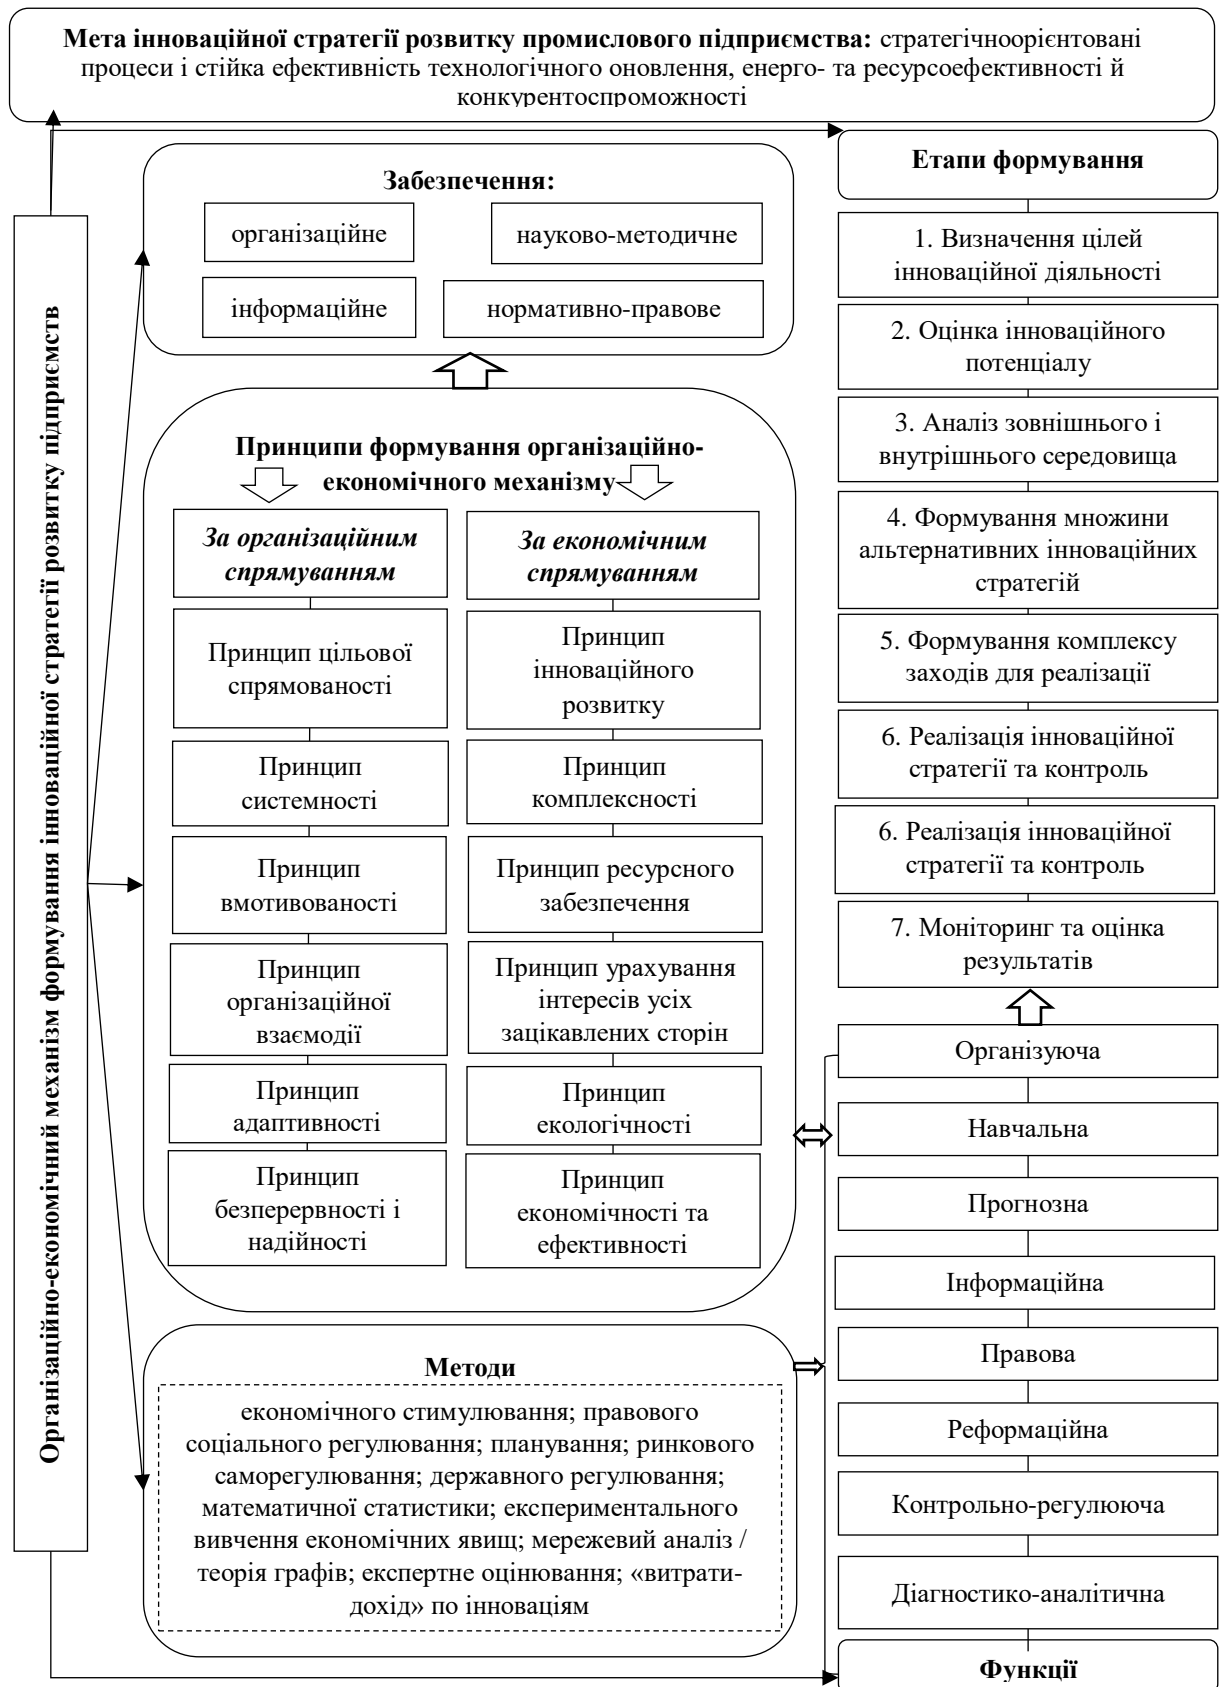 Мета інноваційної стратегії розвитку промислового підприємства: стратегічноорієнтовані
процеси і стійка ефективність технологічного оновлення, енерго- та ресурсоефективності й
конкурентоспроможності
Організаційно-економічний механізм формування інноваційної стратегії розвитку підприємств
Забезпечення:
організаційне
науково-методичне
інформаційне
нормативно-правове
Принципи формування організаційно-
економічного механізму
За організаційним
спрямуванням
Принцип цільової
спрямованості
Принцип
системності
Принцип
вмотивованості
Принцип
організаційної
взаємодії
Принцип
адаптивності
Принцип
безперервності і
надійності
За економічним
спрямуванням
Принцип
інноваційного
розвитку
Принцип
комплексності
Принцип ресурсного
забезпечення
Принцип урахування
інтересів усіх
зацікавлених сторін
Принцип
екологічності
Принцип
економічності та
ефективності
Методи
економічного стимулювання; правового
соціального регулювання; планування; ринкового
саморегулювання; державного регулювання;
математичної статистики; експериментального
вивчення економічних явищ; мережевий аналіз /
теорія графів; експертне оцінювання; «витрати-
дохід» по інноваціям
Етапи формування
1. Визначення цілей
інноваційної діяльності
2. Оцінка інноваційного
потенціалу
3. Аналіз зовнішнього і
внутрішнього середовища
4. Формування множини
альтернативних інноваційних
стратегій
5. Формування комплексу
заходів для реалізації
6. Реалізація інноваційної
стратегії та контроль
6. Реалізація інноваційної
стратегії та контроль
7. Моніторинг та оцінка
результатів
Організуюча
Навчальна
Прогнозна
Інформаційна
Правова
Реформаційна
Контрольно-регулююча
Діагностико-аналітична
Функції